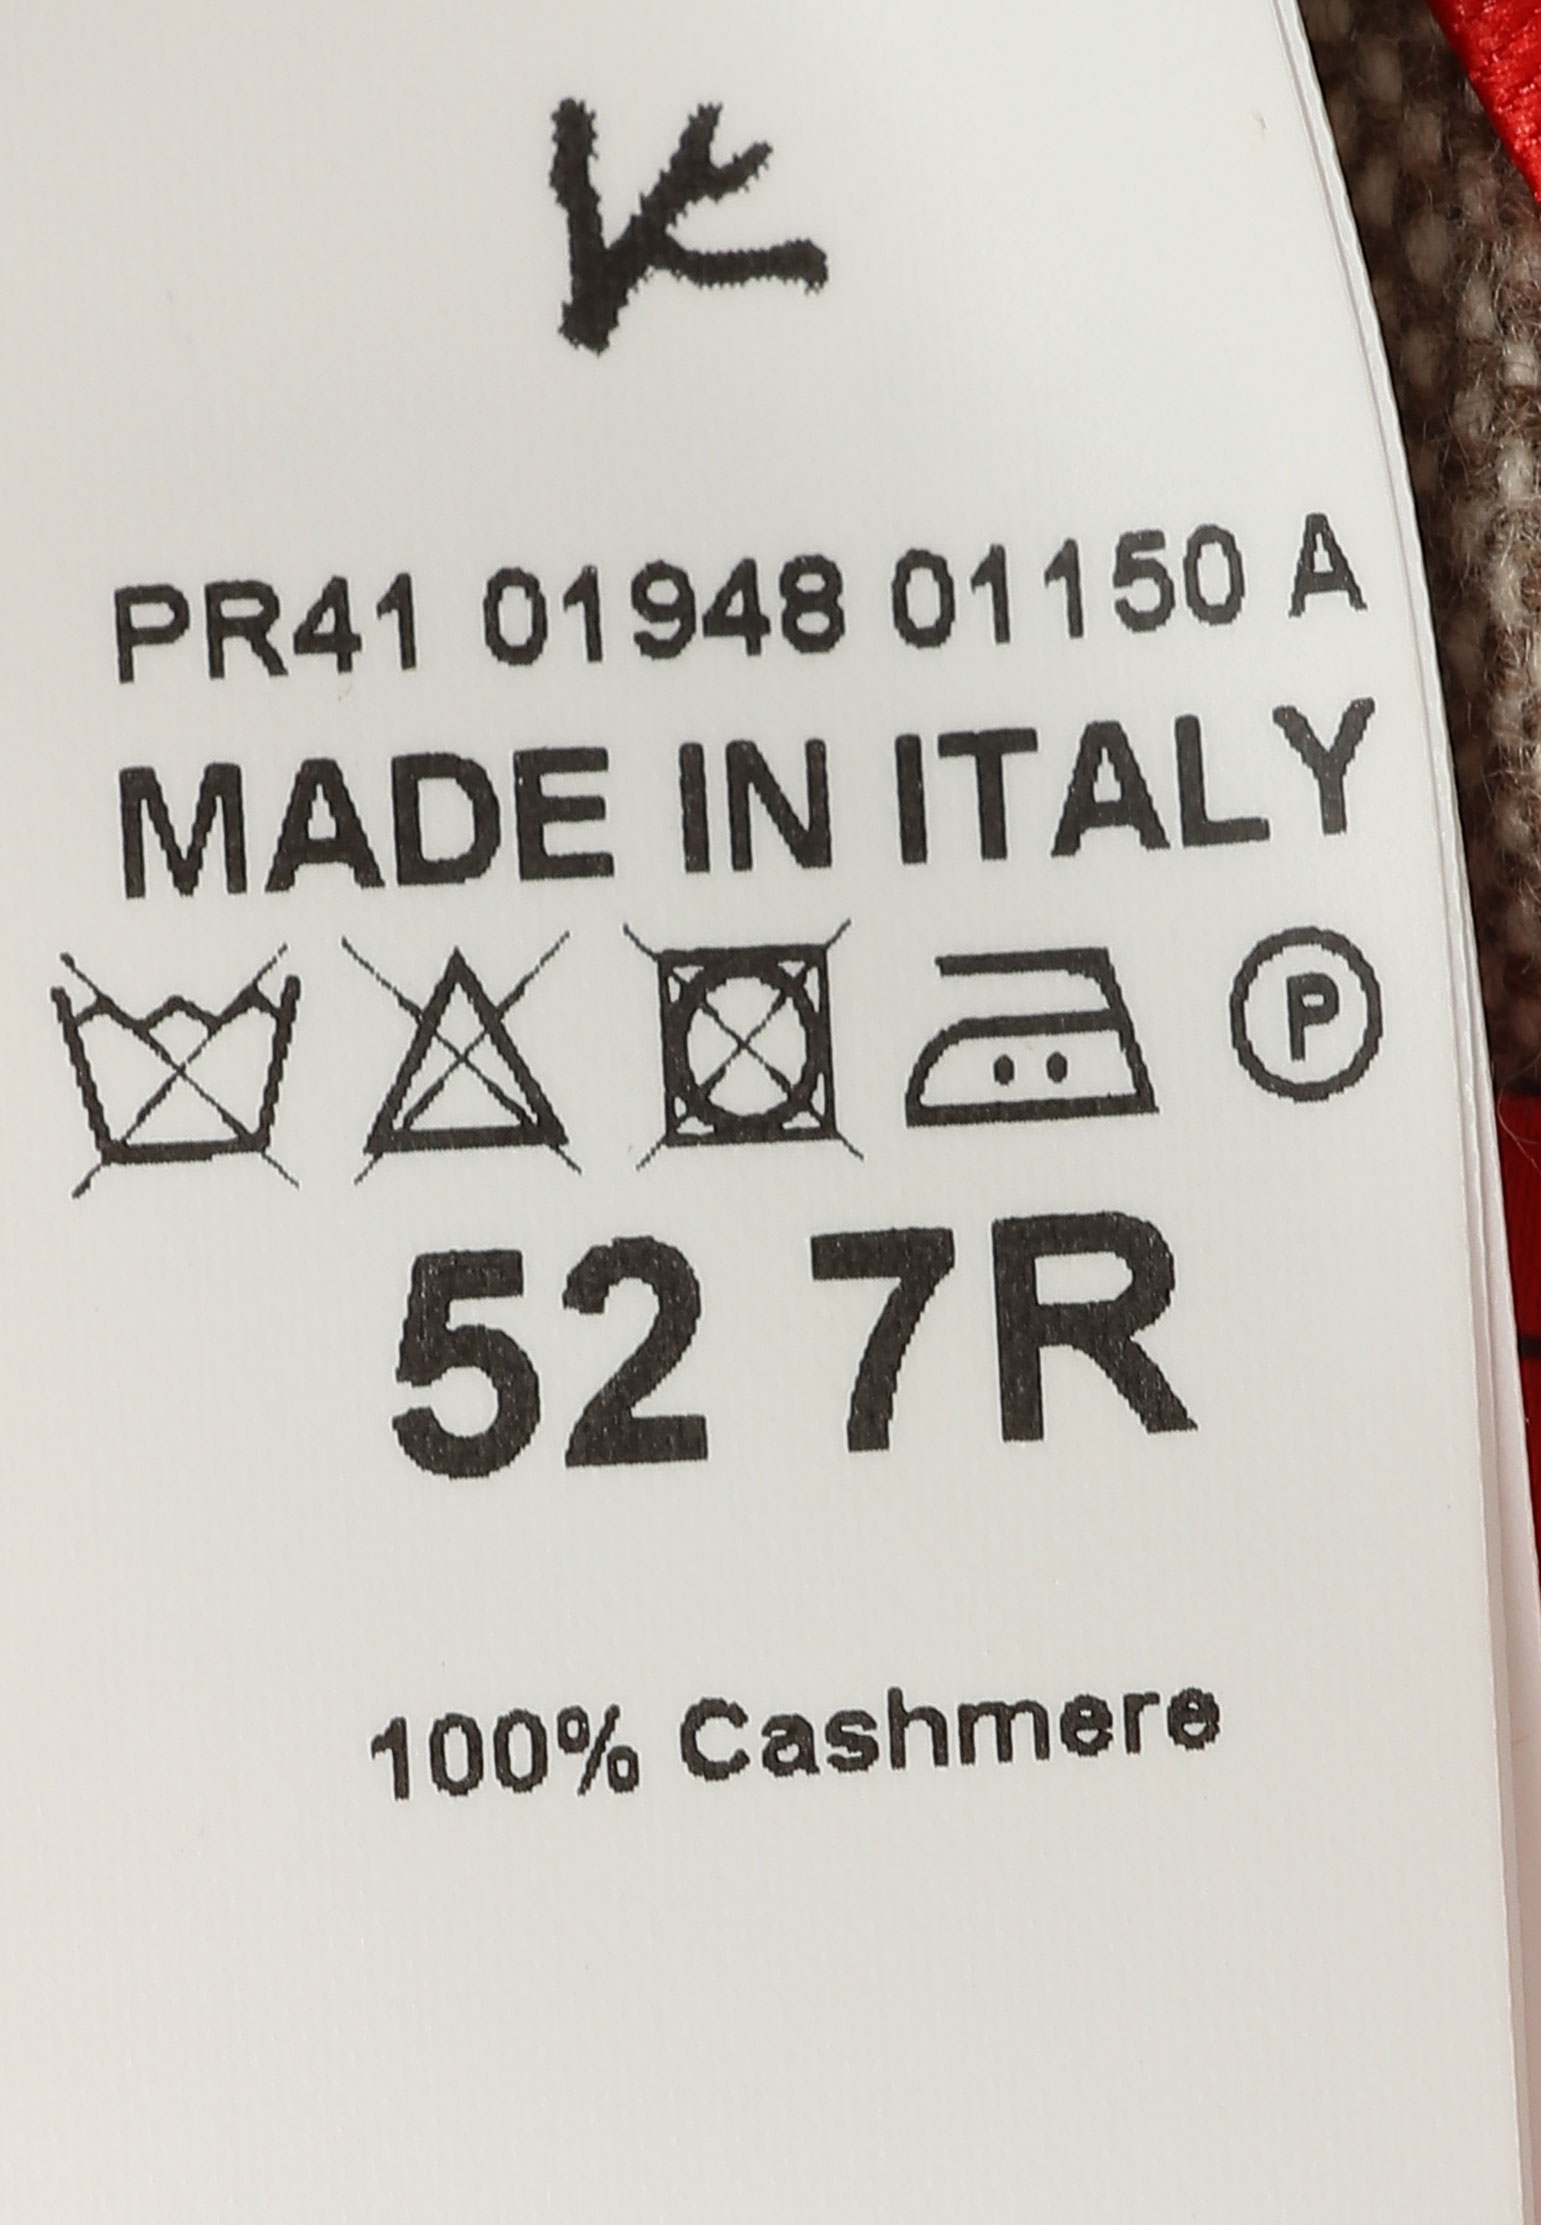 PR41 01948 01150 A
MADE IN ITALY
P
52 7R
100% Cashmere